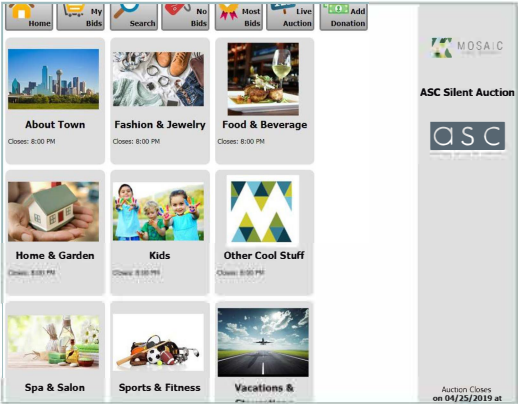 Home
My
Bids
Search
No
Bids
Most
Bids
Live
Auction
Add
Donation
MOSAIC
ASC Silent Auction
asc
About Town
Closes: 8:00 PM
Fashion & Jewelry
Closes: 8:00 PM
Food & Beverage
Closes: 8:00 PM
Home & Garden
Closes: 8:00 PM
Kids
Closes: 8:00 PM
Other Cool Stuff
Closes: 8:00 PM
Spa & Salon
Sports & Fitness
Vacations &
Auction Closes
on 04/25/2019 at